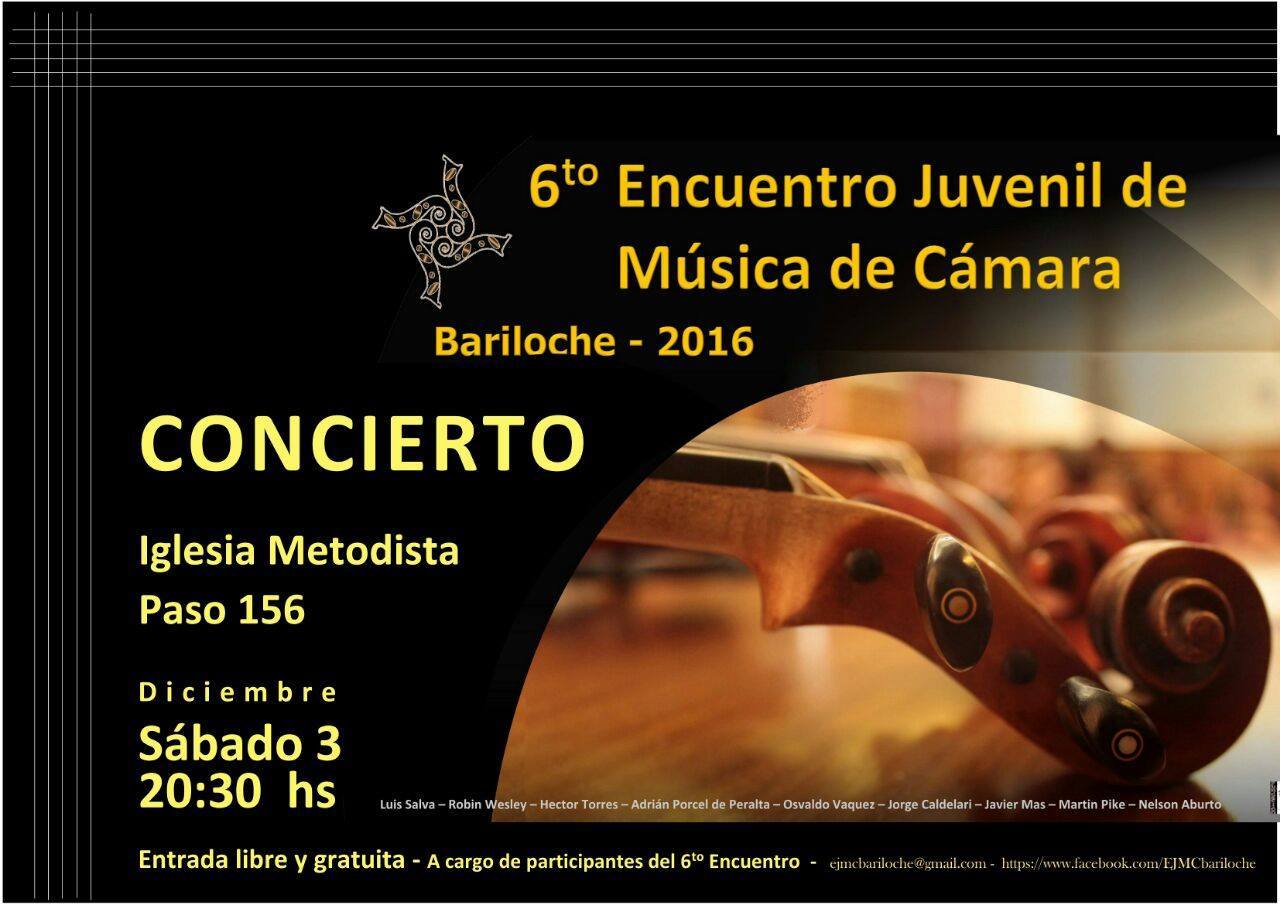 6to Encuentro Juvenil de
Música de Cámara
Bariloche - 2016
CONCIERTO
Iglesia Metodista
Paso 156
Diciembre
Sábado 3
20:30 hs
Luis Salva – Robin Wesley – Hector Torres – Adrián Porcel de Peralta – Osvaldo Vaquez – Jorge Caldelari – Javier Mas – Martin Pike – Nelson Aburto
Entrada libre y gratuita - A cargo de participantes del 6to Encuentro - ejmcbariloche@gmail.com - https://www.facebook.com/EJMCbariloche